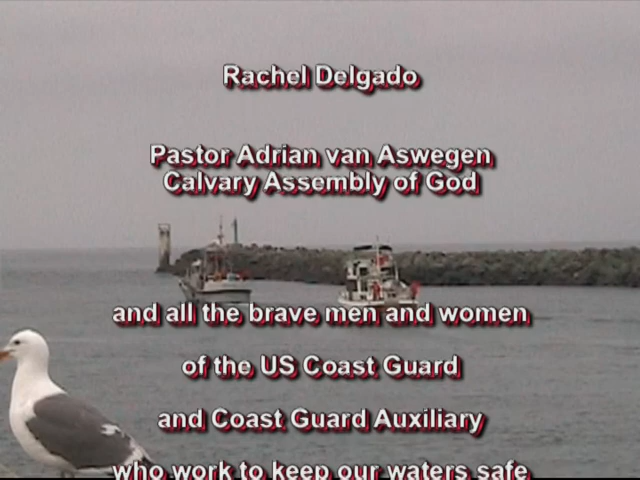 Rachel Delgado
Pastor Adrian van Aswegen
Calvary Assembly of God
and all the brave men and women
of the US Coast Guard
and Coast Guard Auxiliary
who work to keep our waters safe